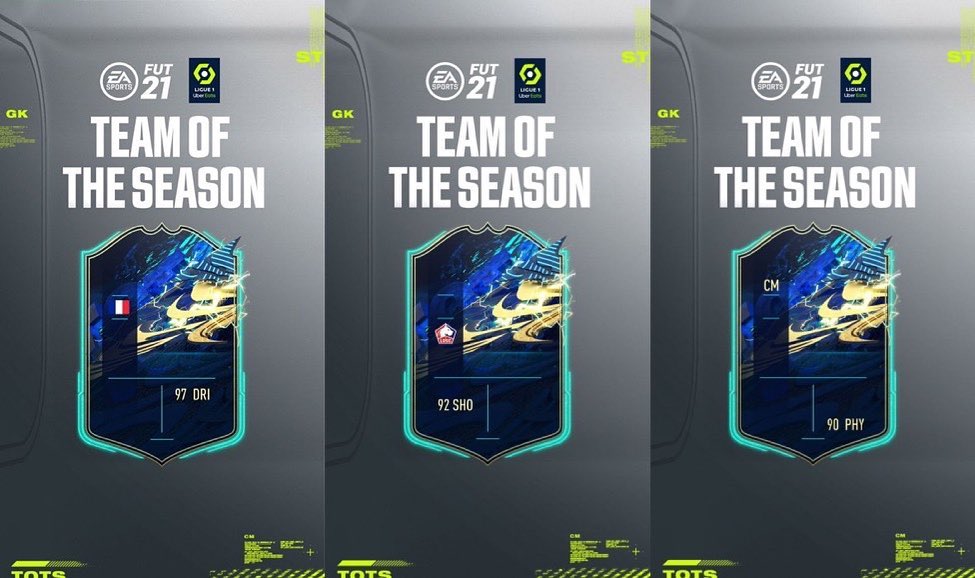 ST
EA
SPORTS
FUT
21
LIGUE 1
Uber Eats
GK
TEAM OF
THE SEASON
97 DRI
CM
TOTS
ST
EA
SPORTS
FUT
21
LIGUE 1
Uber Eats
GK
TEAM OF
THE SEASON
LOSC
92 SHO
CM
TOTS
ST
EA
SPORTS
FUT
21
LIGUE 1
Uber Eats
GK
TEAM OF
THE SEASON
CM
90 PHY
CM
TOTS